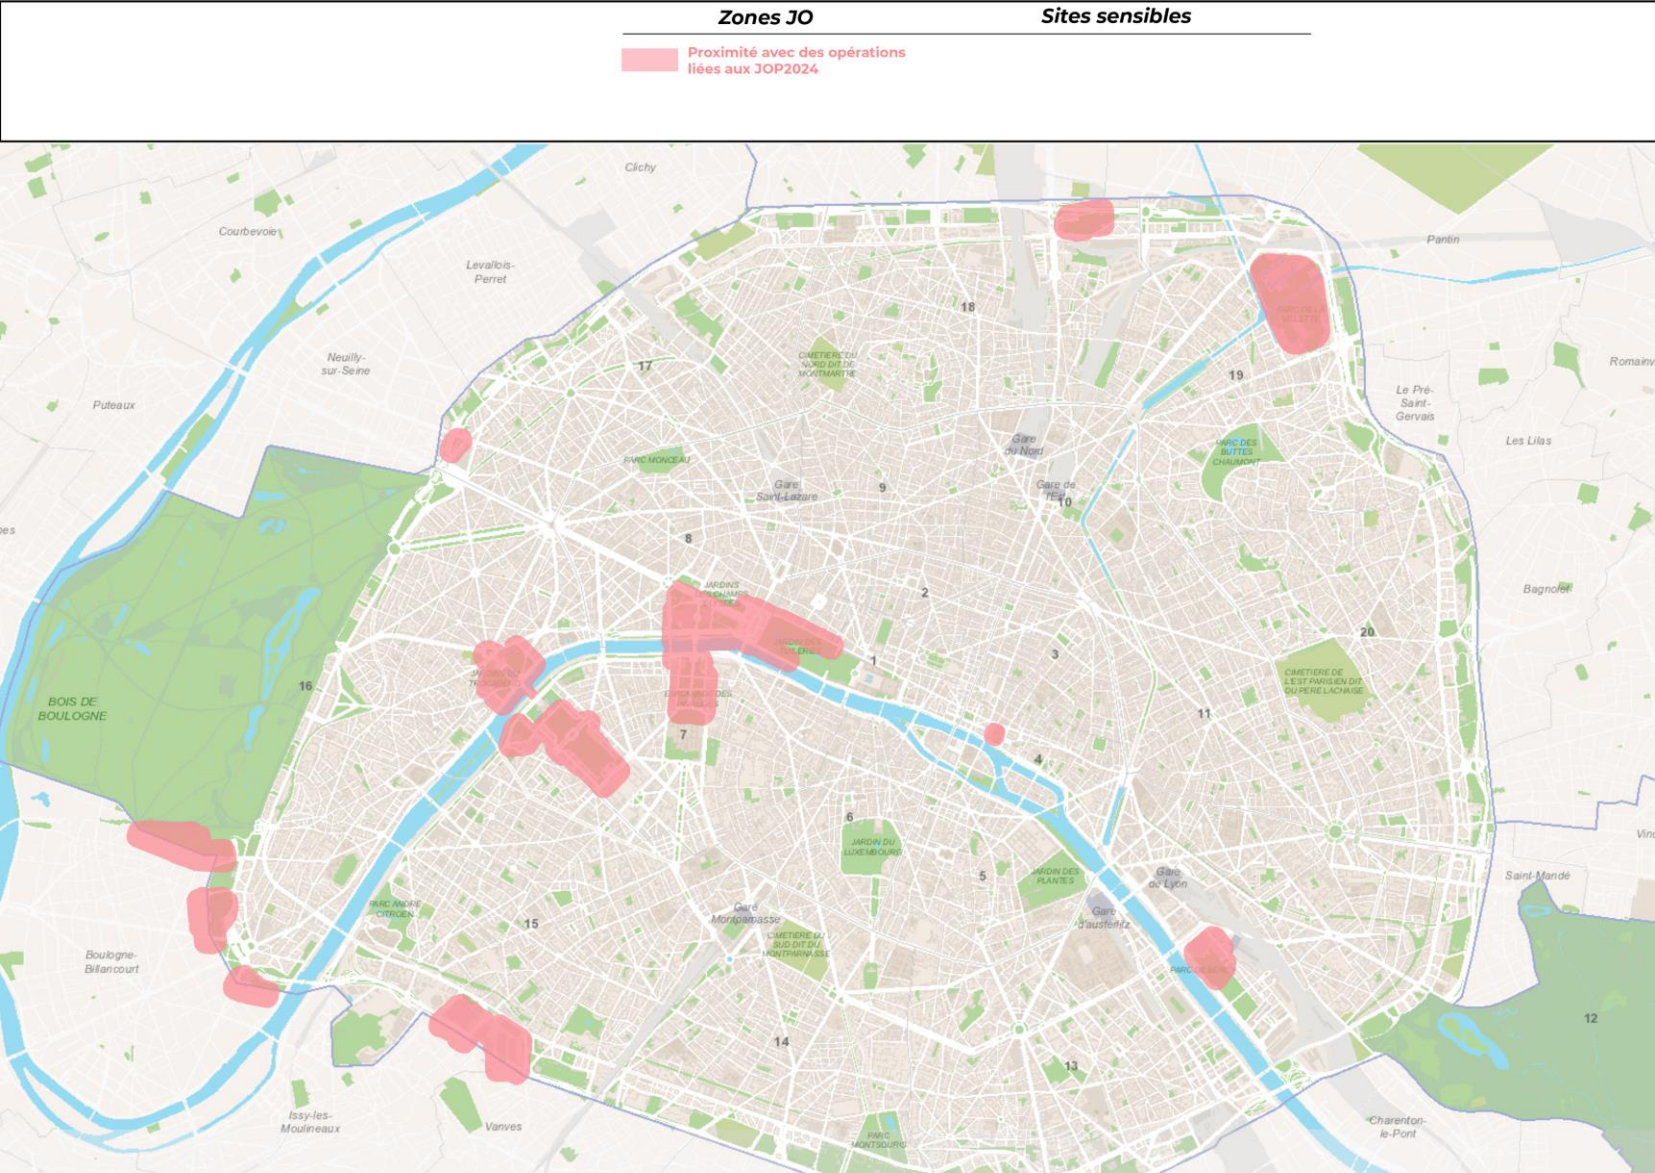 Zones JO
Sites sensibles
Proximité avec des opérations
liées aux JOP2024
Clichy
Courbevoie
Pantin
Levallois-
Perret
18
Neuilly-
sur-Seine
17
CIMETIERE DU
NORD DIT DE
MONTMARTRE
19
Romainv
Puteaux
Le Pré-
Saint-
Gervais
Les Lilas
Gare
du Nord
PARC DES
BUTTES
CHAUMONT
PARC MONCEAU
Gare
Saint-Lazare
9
Gare de
l'Est
10
8
JARDINS
2
Bagnolet
20
3
1
16
CIMETIERE DE
L'EST PARISIEN DIT
DU PERE LACHAISE
BOIS DE
BOULOGNE
11
7
4
6
JARDIN DU
LUXEMBOURG
Vinc
5
JARDIN DES
PLANTES
Gare
de Lyon
Saint-Mandé
PARC ANDRE
CITROEN
Gare
Montparnasse
Gare
d'austerlitz
15
CIMETIERE DU
SUD DIT DU
MONTPARNASSE
Boulogne-
Billancourt
PARC DE BERCY
12
14
13
Issy-les-
Moulineaux
Vanves
Charenton-
le-Pont
PARC
MONTSOURIS